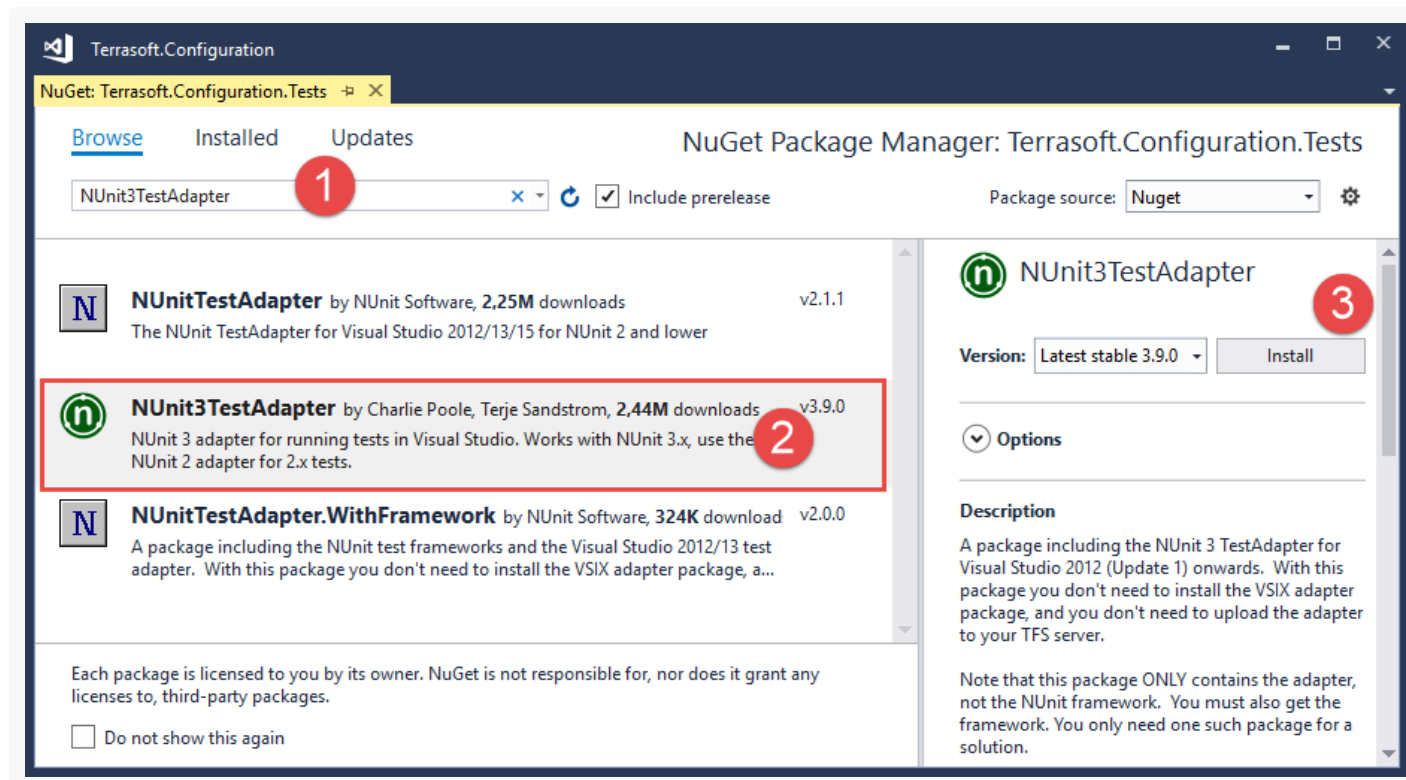 Terrasoft.Configuration
NuGet: Terrasoft.Configuration.Tests
Browse Installed Updates
NuGet Package Manager: Terrasoft.Configuration.Tests
1
NUnit3TestAdapter
Include prerelease
Package source: Nuget
NUnitTestAdapter by NUnit Software, 2,25M downloads v2.1.1
The NUnit TestAdapter for Visual Studio 2012/13/15 for NUnit 2 and lower
NUnit3TestAdapter by Charlie Poole, Terje Sandstrom, 2,44M downloads v3.9.0
NUnit 3 adapter for running tests in Visual Studio. Works with NUnit 3.x, use the
NUnit 2 adapter for 2.x tests.
2
NUnitTestAdapter.WithFramework by NUnit Software, 324K download v2.0.0
A package including the NUnit test frameworks and the Visual Studio 2012/13 test
adapter. With this package you don't need to install the VSIX adapter package, a...
Each package is licensed to you by its owner. NuGet is not responsible for, nor does it grant any
licenses to, third-party packages.
Do not show this again
NUnit3TestAdapter
3
Version: Latest stable 3.9.0 Install
Options
Description
A package including the NUnit 3 TestAdapter for
Visual Studio 2012 (Update 1) onwards. With this
package you don't need to install the VSIX adapter
package, and you don't need to upload the adapter
to your TFS server.
Note that this package ONLY contains the adapter,
not the NUnit framework. You must also get the
framework. You only need one such package for a
solution.